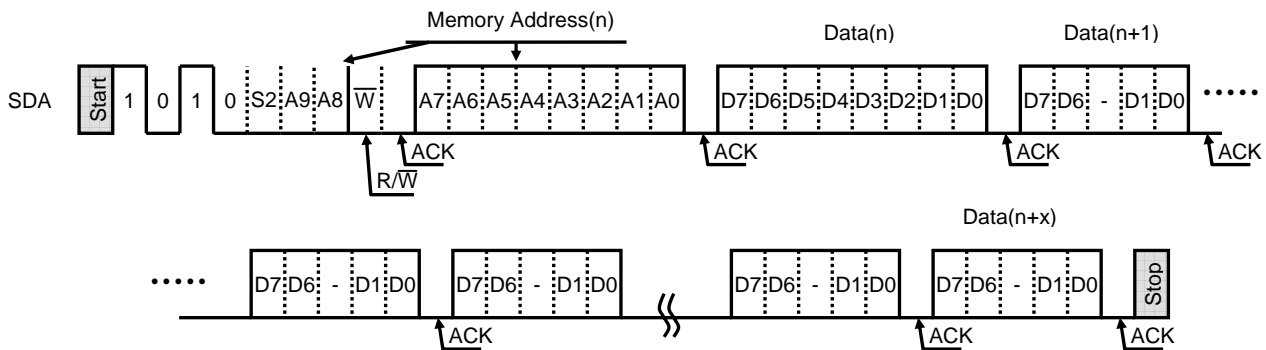 Memory Address(n)
Data(n)
Data(n+1)
SDA
Start 1 0 1 0 S2 A9 A8 W̅ A7 A6 A5 A4 A3 A2 A1 A0 D7 D6 D5 D4 D3 D2 D1 D0 D7 D6 - D1 D0 •••••
ACK ACK ACK ACK
R/W̅
Data(n+x)
••••• D7 D6 - D1 D0 D7 D6 - D1 D0 D7 D6 - D1 D0 D7 D6 - D1 D0 Stop
ACK ACK ACK